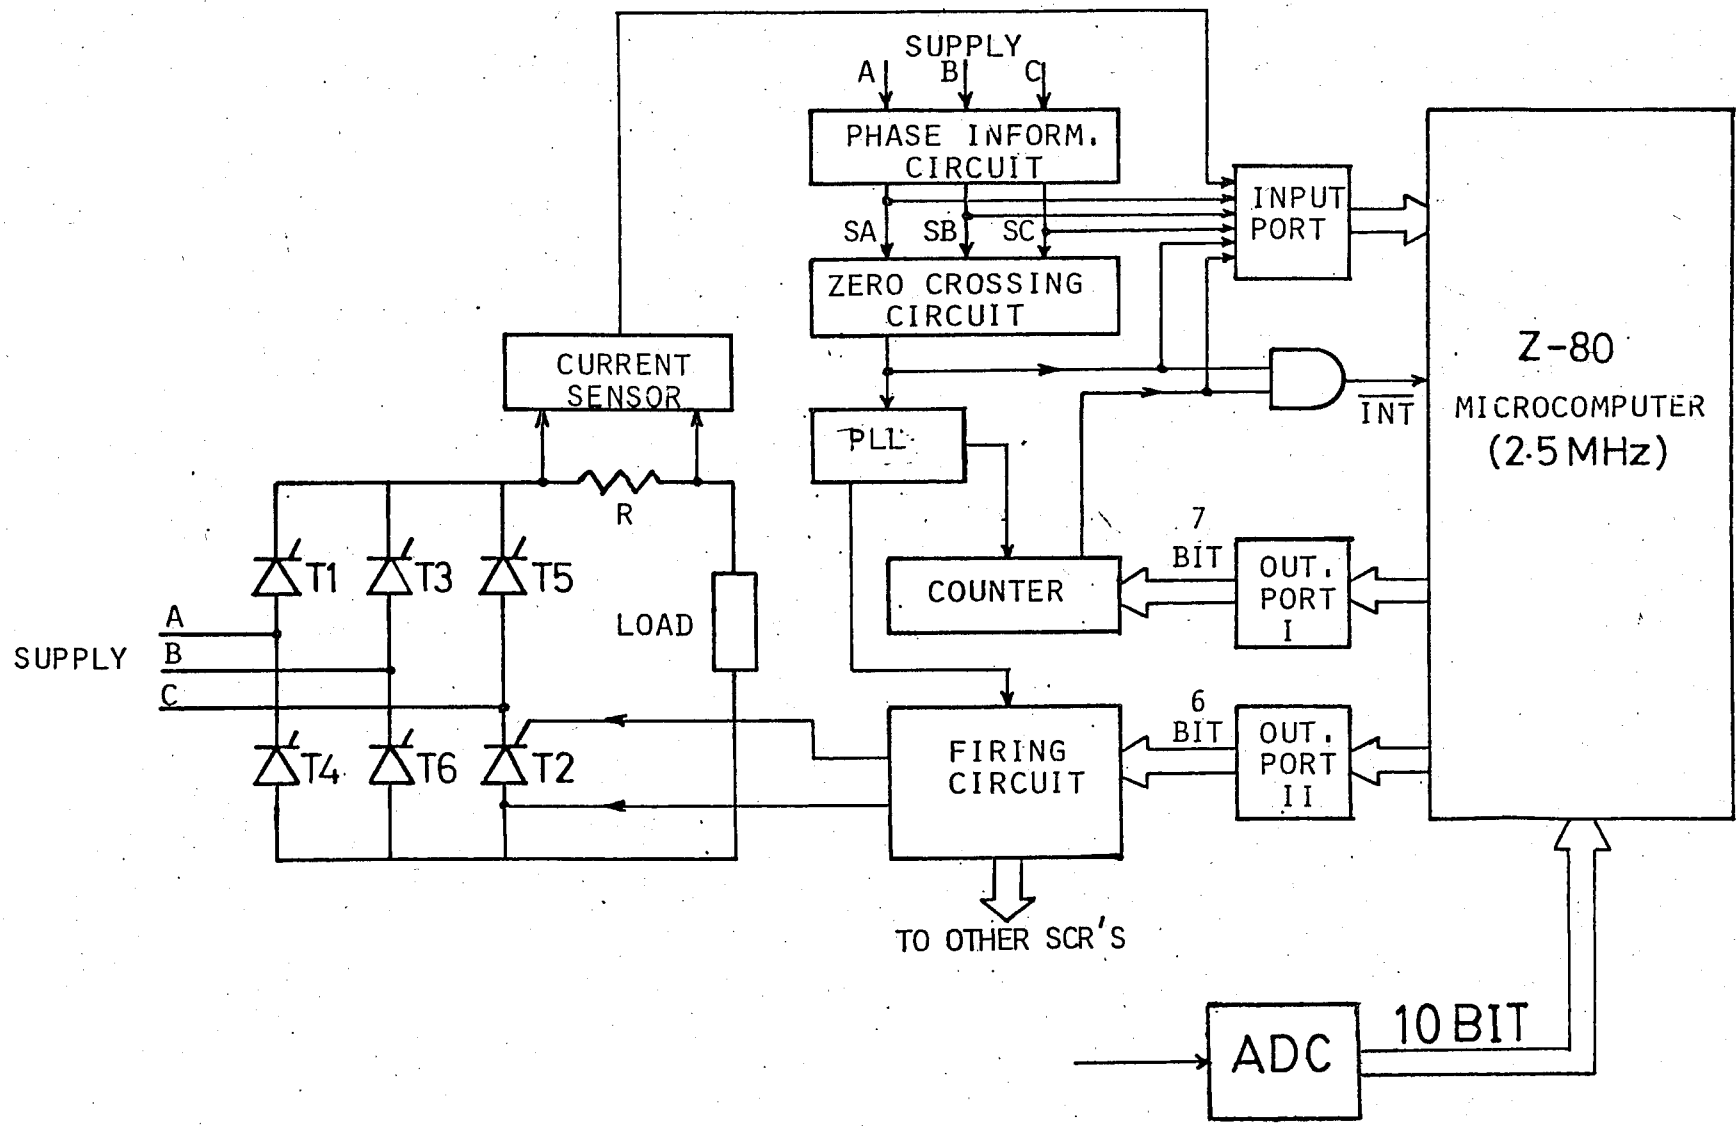 SUPPLY
A B C
PHASE INFORM.
CIRCUIT
SA SB SC
ZERO CROSSING
CIRCUIT
INPUT
PORT
Z-80
MICROCOMPUTER
(2.5 MHz)
INT
CURRENT
SENSOR
PLL
R
T1 T3 T5
LOAD
COUNTER
7
BIT
OUT.
PORT
I
SUPPLY
A
B
C
T4 T6 T2
FIRING
CIRCUIT
6
BIT
OUT.
PORT
II
TO OTHER SCR'S
ADC
10 BIT